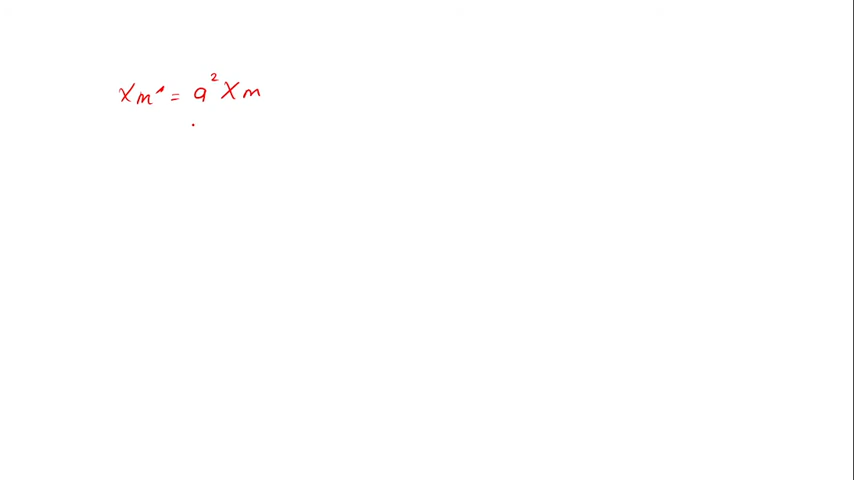 Xm' = a²Xm